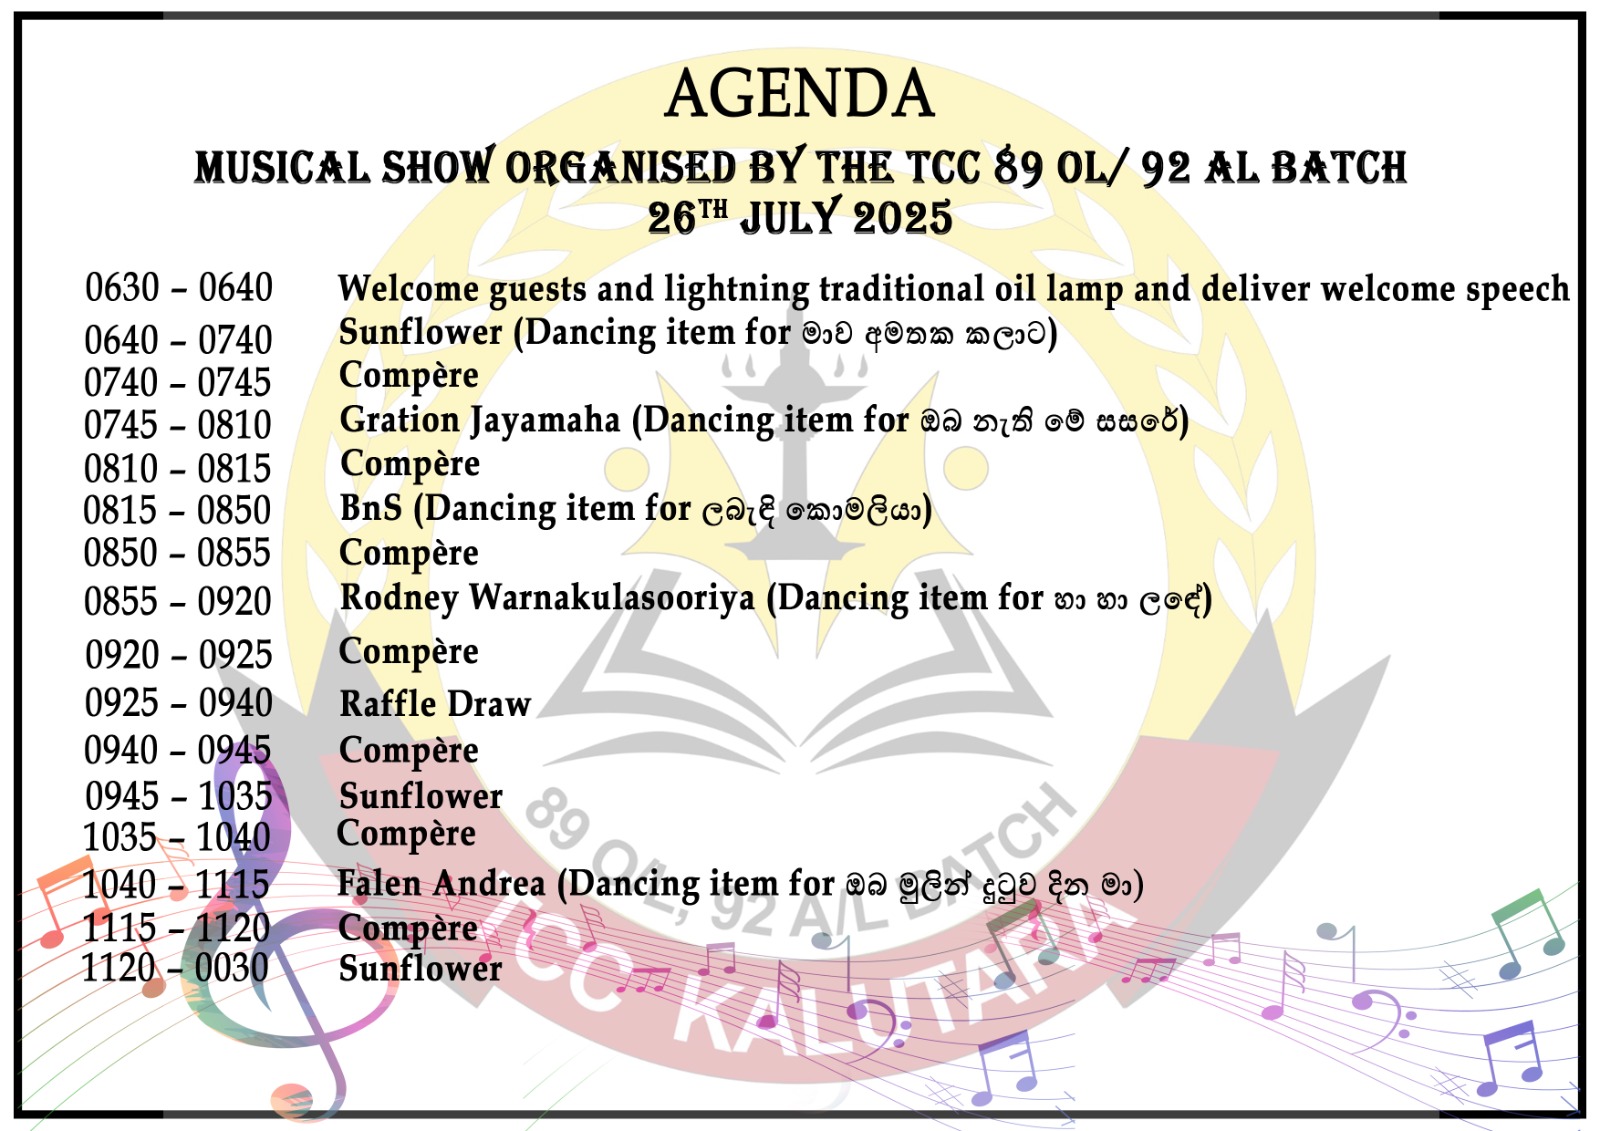 AGENDA
MUSICAL SHOW ORGANISED BY THE TCC 89 OL/ 92 AL BATCH
26TH JULY 2025
0630 – 0640 Welcome guests and lightning traditional oil lamp and deliver welcome speech
0640 – 0740 Sunflower (Dancing item for මාව අමතක කලාට)
0740 – 0745 Compère
0745 – 0810 Gration Jayamaha (Dancing item for ඔබ නැති මේ සසරේ)
0810 – 0815 Compère
0815 – 0850 BnS (Dancing item for ලබැඳි කොමලියා)
0850 – 0855 Compère
0855 – 0920 Rodney Warnakulasooriya (Dancing item for හා හා ලඳේ)
0920 – 0925 Compère
0925 – 0940 Raffle Draw
0940 – 0945 Compère
0945 – 1035 Sunflower
1035 – 1040 Compère
1040 – 1115 Falen Andrea (Dancing item for ඔබ මුලින් දුටුව දින මා)
1115 – 1120 Compère
1120 – 0030 Sunflower
89 O/L, 92 A/L BATCH
TCC KALUTARA